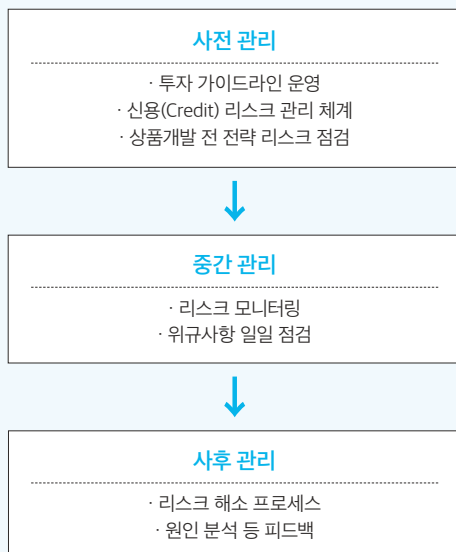 사전 관리
· 투자 가이드라인 운영
· 신용(Credit) 리스크 관리 체계
· 상품개발 전 전략 리스크 점검
중간 관리
· 리스크 모니터링
· 위규사항 일일 점검
사후 관리
· 리스크 해소 프로세스
· 원인 분석 등 피드백